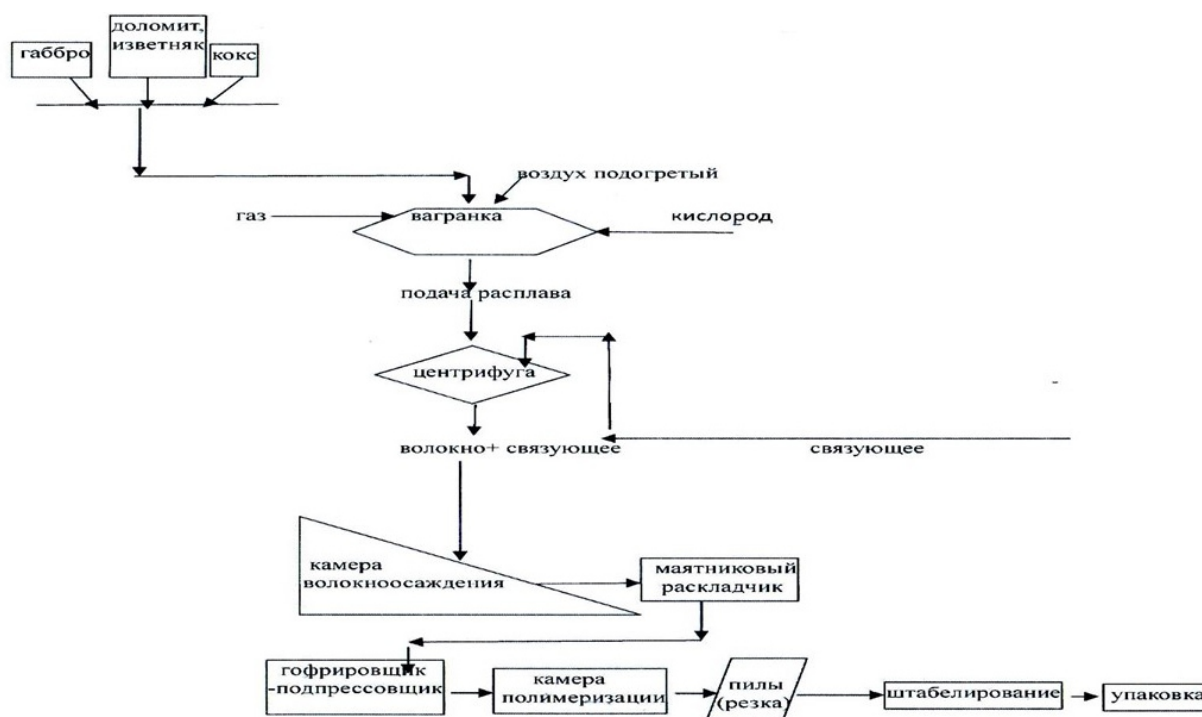 доломит,
изветняк
габбро
кокс
воздух подогретый
газ
вагранка
кислород
подача расплава
центрифуга
волокно+ связующее
связующее
камера
волокноосаждения
маятниковый
раскладчик
гофрировщик
-подпрессовщик
камера
полимеризации
пилы
(резка)
штабелирование
упаковка